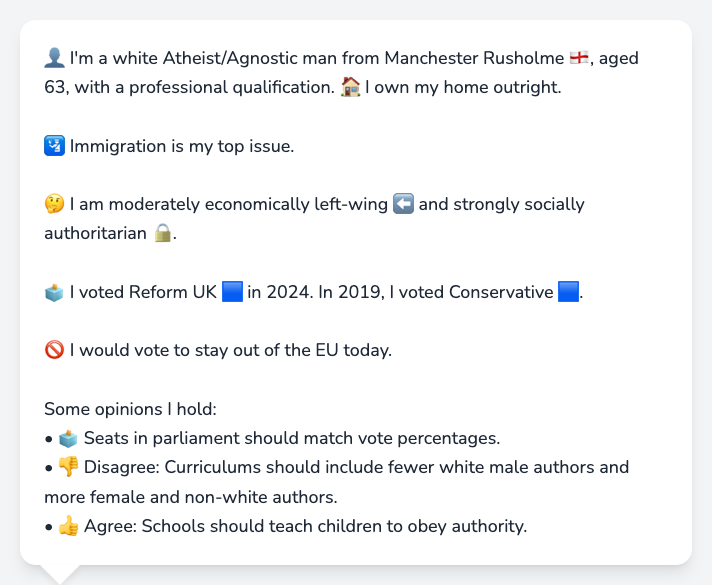 👤 I'm a white Atheist/Agnostic man from Manchester Rusholme 🏴󠁧󠁢󠁥󠁮󠁧󠁿, aged
63, with a professional qualification. 🏠 I own my home outright.
🛂 Immigration is my top issue.
🤔 I am moderately economically left-wing ⬅️ and strongly socially
authoritarian 🔒.
🗳️ I voted Reform UK 🟦 in 2024. In 2019, I voted Conservative 🟦.
🚫 I would vote to stay out of the EU today.
Some opinions I hold:
• 🗳️ Seats in parliament should match vote percentages.
• 👎 Disagree: Curriculums should include fewer white male authors and
more female and non-white authors.
• 👍 Agree: Schools should teach children to obey authority.